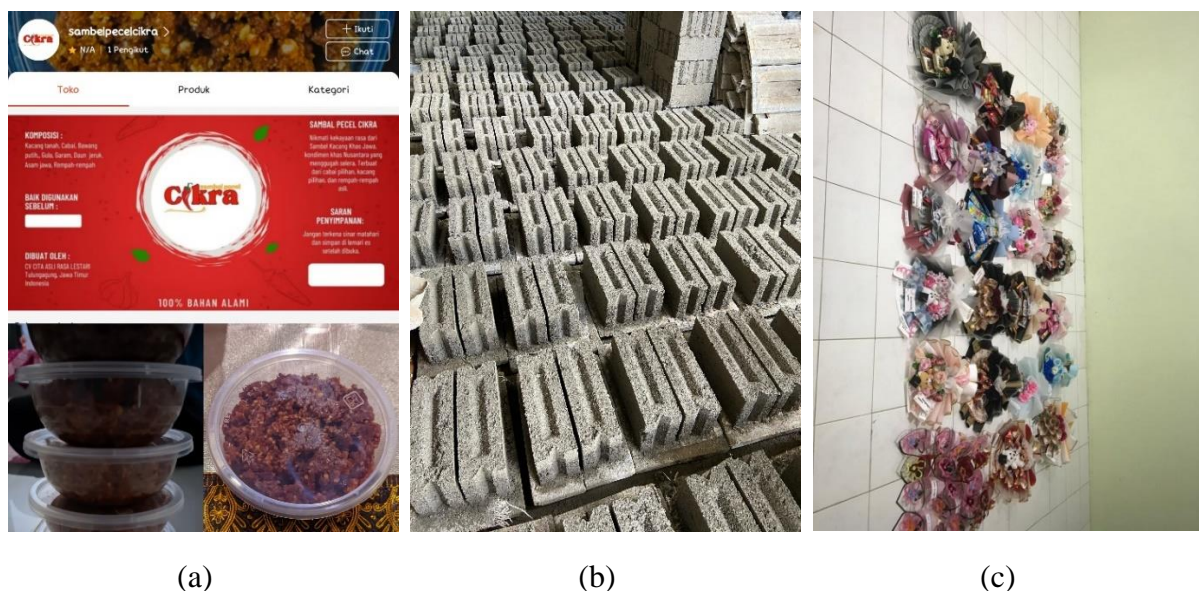 Cikra
sambelpecelcikra >
N/A | 1 Pengikut
+ Ikuti
Chat
Toko
Produk
Kategori
KOMPOSISI :
Kacang tanah, Cabai, Bawang
putih,, Gula, Garam, Daun jeruk,
Asam jawa, Rempah-rempah
BAIK DIGUNAKAN
SEBELUM :
DIBUAT OLEH :
CV CITA ASLI RASA LESTARI
Tulungagung, Jawa Timur
Indonesia
Cikra
SAMBAL PECEL CIKRA
Nikmati kekayaan rasa dari
Sambel Kacang Khas Jawa,
kondimen khas Nusantara yang
menggugah selera. Terbuat
dari cabai pilihan, kacang
pilihan, dan rempah-rempah
asli.
SARAN
PENYIMPANAN:
Jangan terkena sinar matahari
dan simpan di lemari es
setelah dibuka.
100% BAHAN ALAMI
(a)
(b)
(c)